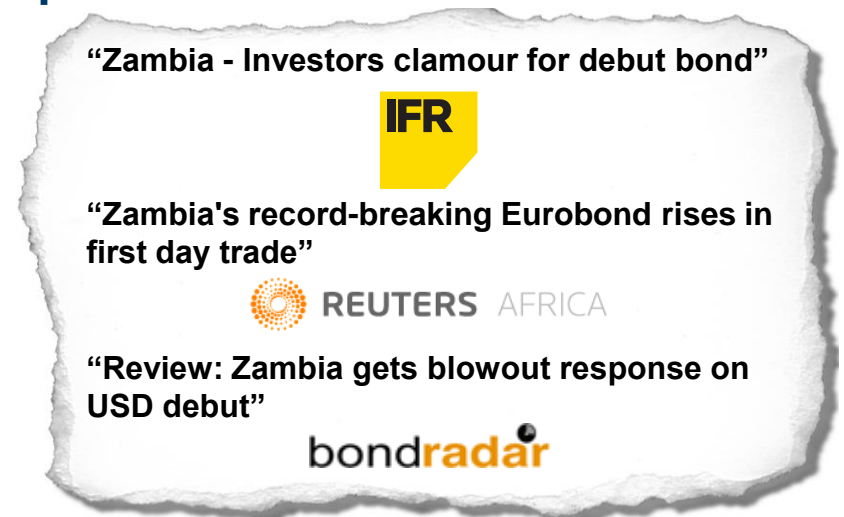 “Zambia - Investors clamour for debut bond”
IFR
“Zambia's record-breaking Eurobond rises in
first day trade”
REUTERS AFRICA
“Review: Zambia gets blowout response on
USD debut”
bondradar